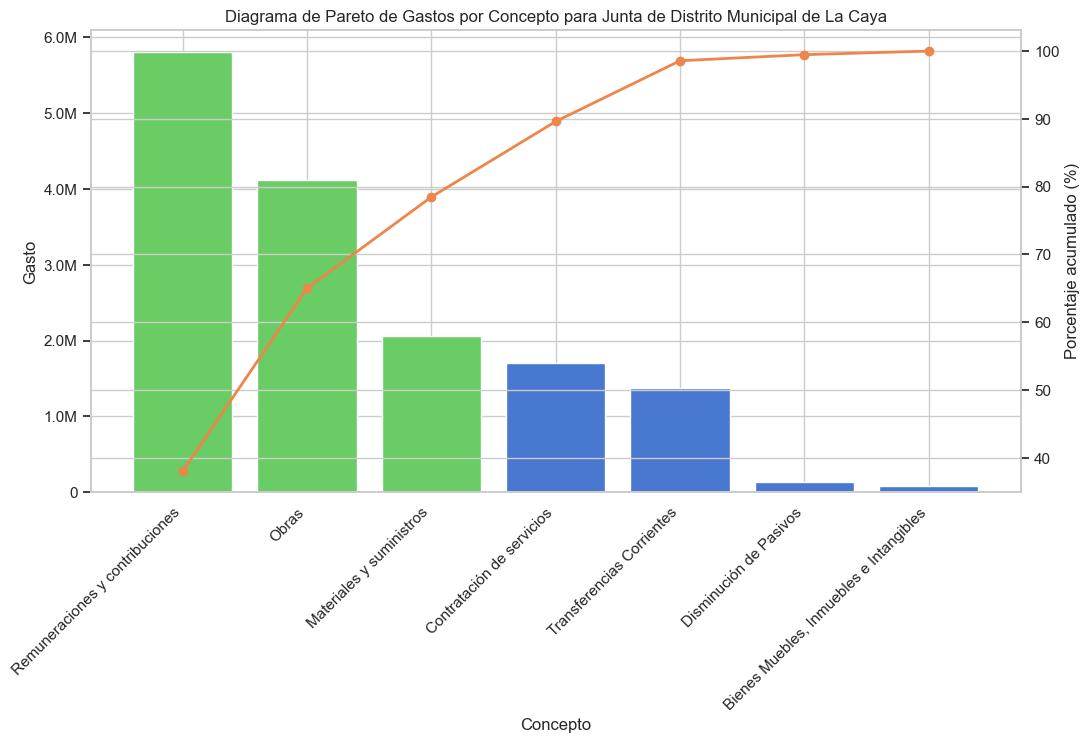 Diagrama de Pareto de Gastos por Concepto para Junta de Distrito Municipal de La Caya
6.0M
5.0M
4.0M
3.0M
2.0M
1.0M
0
Gasto
100
90
80
70
60
50
40
Porcentaje acumulado (%)
Remuneraciones y contribuciones
Obras
Materiales y suministros
Contratación de servicios
Transferencias Corrientes
Disminución de Pasivos
Bienes Muebles, Inmuebles e Intangibles
Concepto